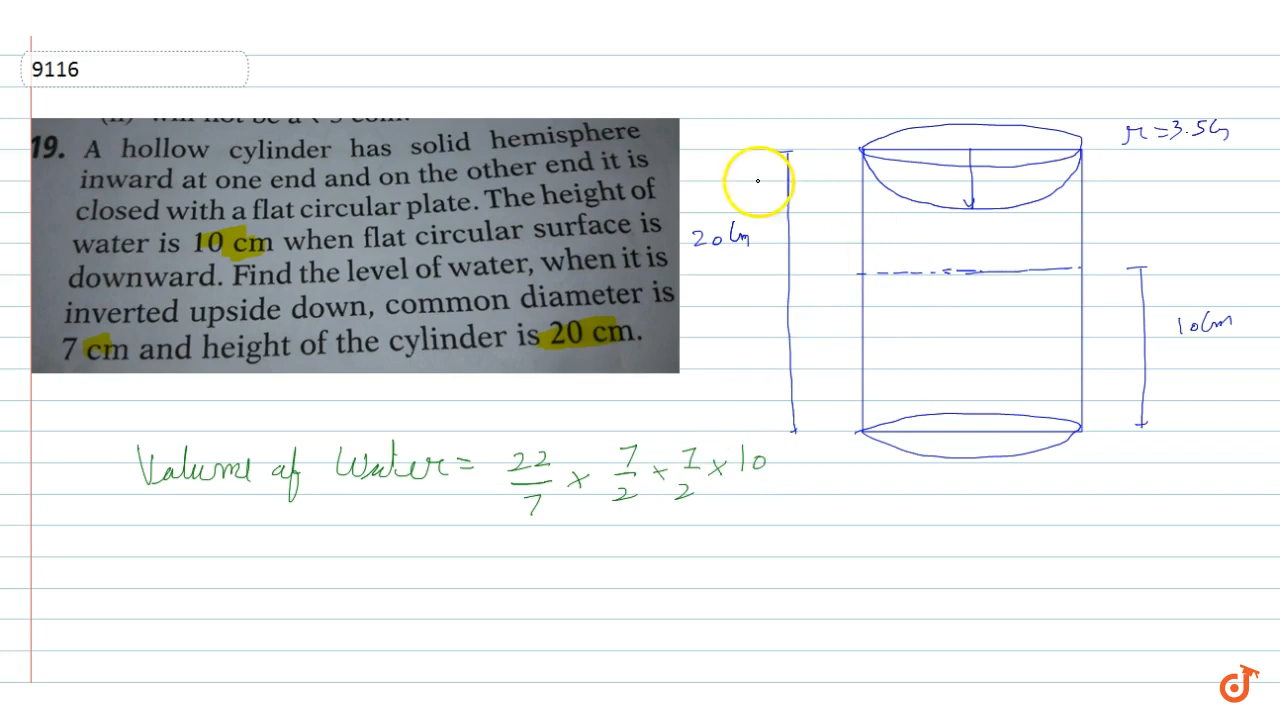 9116
19. A hollow cylinder has solid hemisphere
inward at one end and on the other end it is
closed with a flat circular plate. The height of
water is 10 cm when flat circular surface is
downward. Find the level of water, when it is
inverted upside down, common diameter is
7 cm and height of the cylinder is 20 cm.
r = 3.5
20 cm
10 cm
Volume of Water = 22/7 × 7/2 × 7/2 × 10